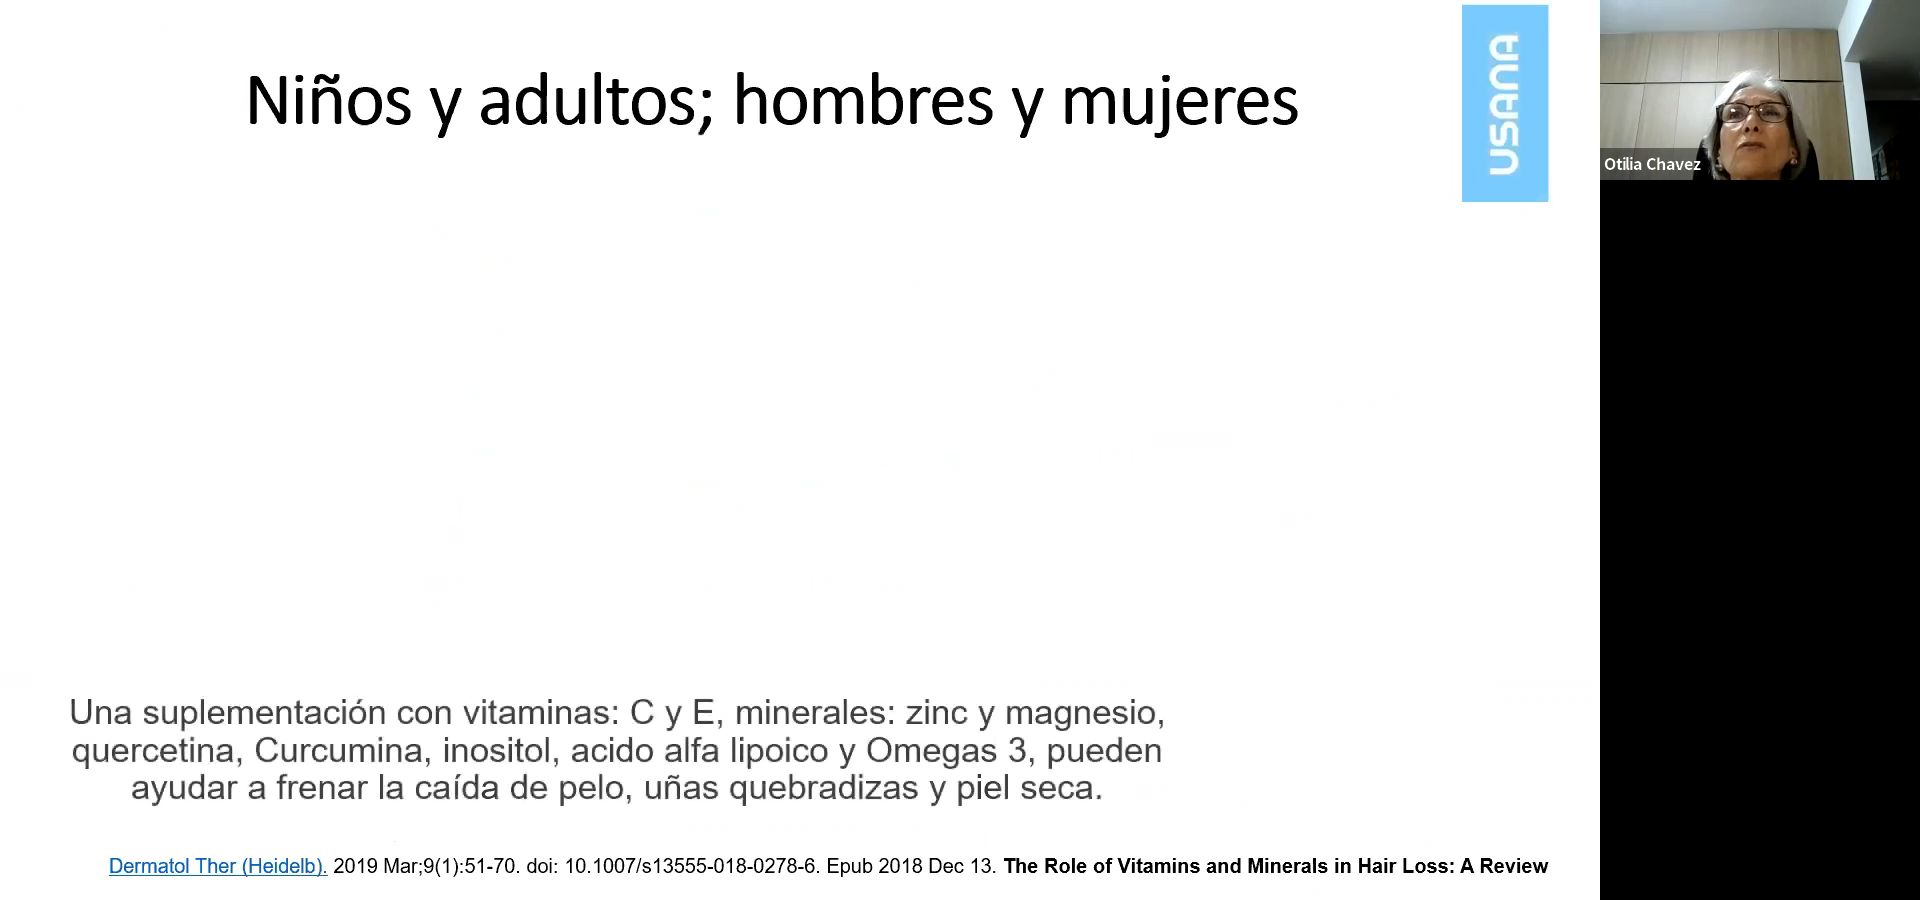 Niños y adultos; hombres y mujeres
USANA
Otilia Chavez
Una suplementación con vitaminas: C y E, minerales: zinc y magnesio,
quercetina, Curcumina, inositol, acido alfa lipoico y Omegas 3, pueden
ayudar a frenar la caída de pelo, uñas quebradizas y piel seca.
Dermatol Ther (Heidelb). 2019 Mar;9(1):51-70. doi: 10.1007/s13555-018-0278-6. Epub 2018 Dec 13. The Role of Vitamins and Minerals in Hair Loss: A Review